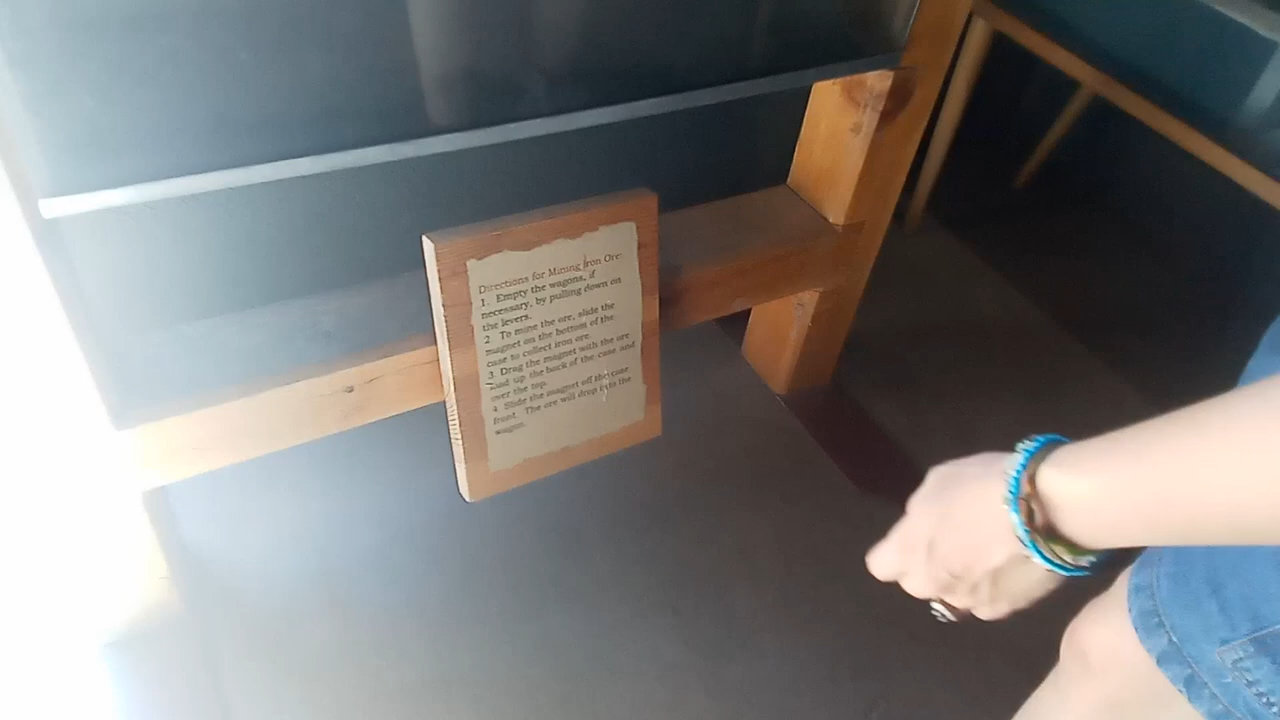 Directions for Mining Iron Ore:
1. Empty the wagons, if
necessary, by pulling down on
the levers.
2. To mine the ore, slide the
magnet on the bottom of the
case to collect iron ore.
3. Drag the magnet with the ore
load up the back of the case and
over the top.
4. Slide the magnet off the case
front. The ore will drop into the
wagon.